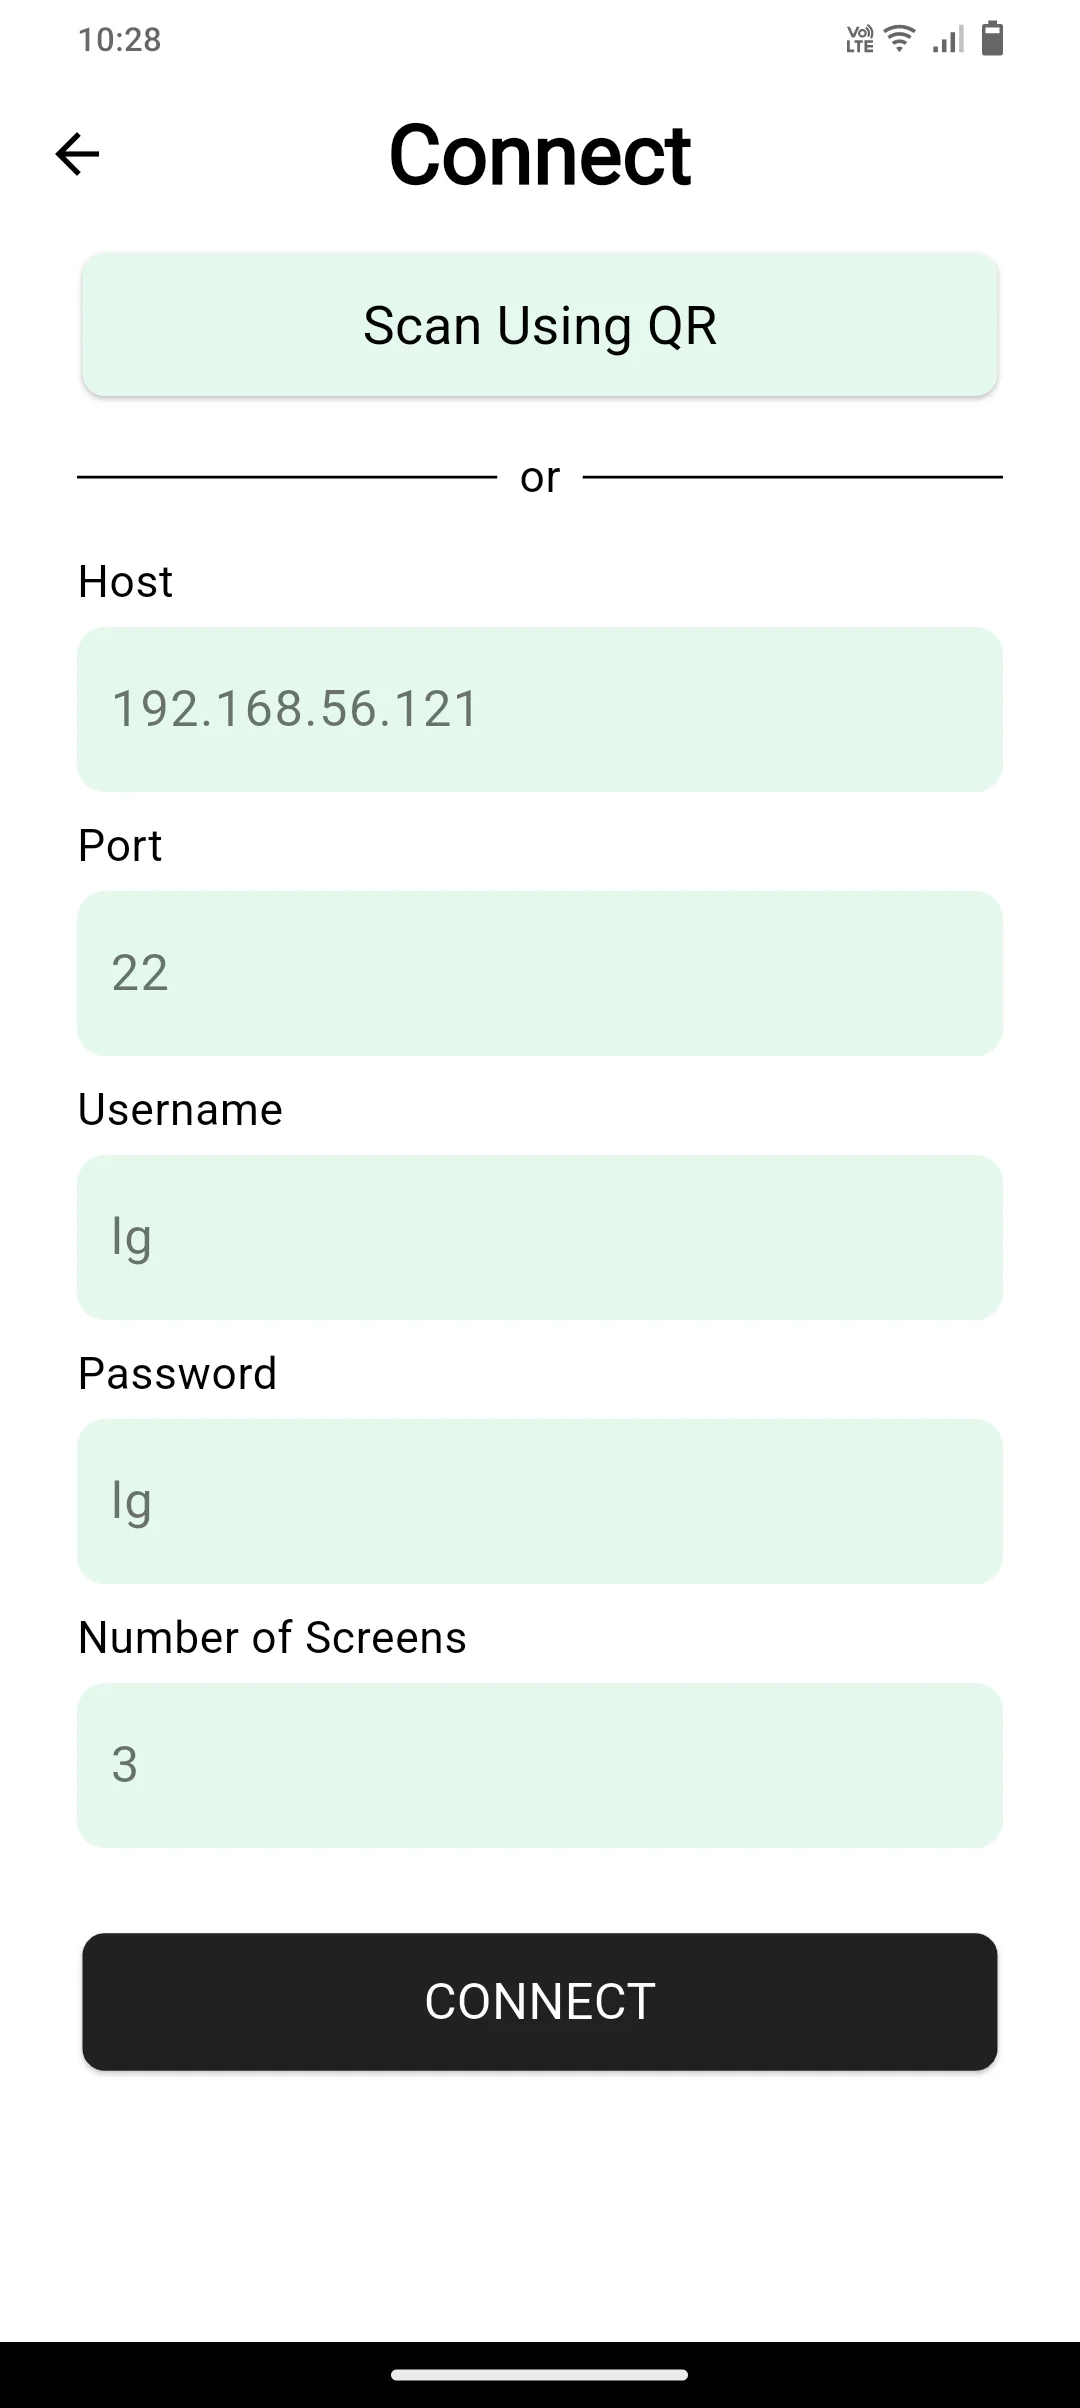 10:28
Vo)) LTE
Connect
Scan Using QR
or
Host
192.168.56.121
Port
22
Username
lg
Password
lg
Number of Screens
3
CONNECT